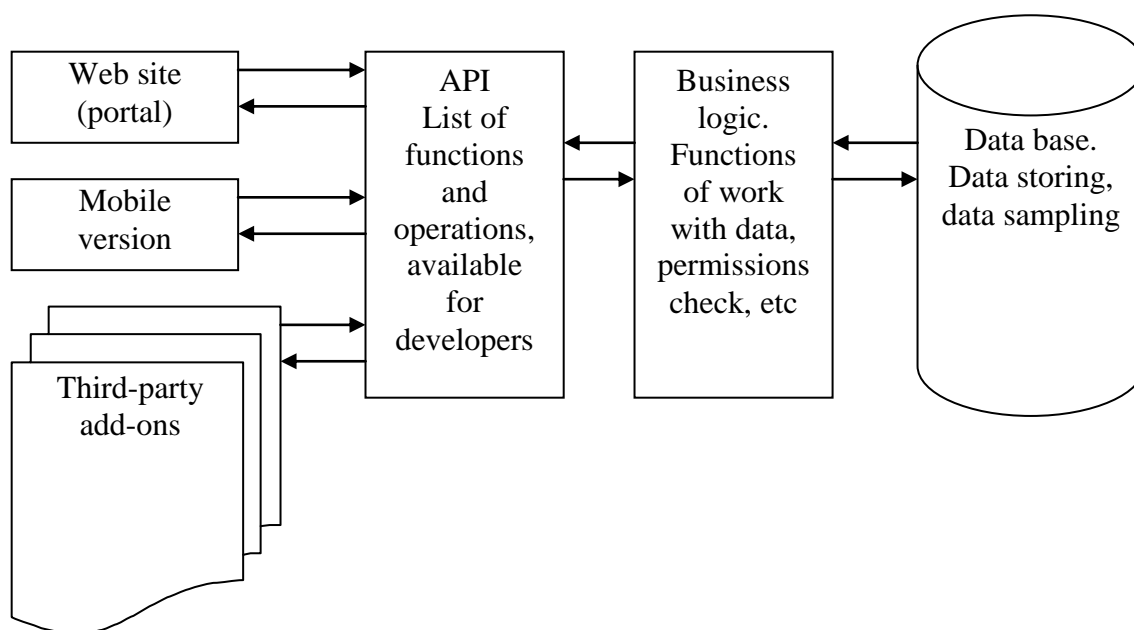 Web site
(portal)
Mobile
version
Third-party
add-ons
API
List of
functions
and
operations,
available
for
developers
Business
logic.
Functions
of work
with data,
permissions
check, etc
Data base.
Data storing,
data sampling